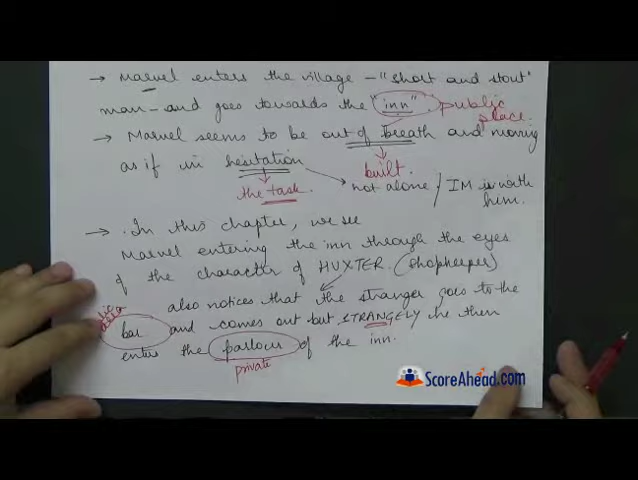 → Marvel enters the village - "short and stout"
man - and goes towards the "inn" public place.
→ Marvel seems to be out of breath and moving
as if in hesitation
built.
the task. not alone / IM is with him.
→ . In this chapter, we see
Marvel entering the inn through the eyes
of the character of HUXTER. (shopkeeper)
also notices that the stranger goes to the
bar and comes out but STRANGELY he then
enters the parlour of the inn.
private
ScoreAhead.com